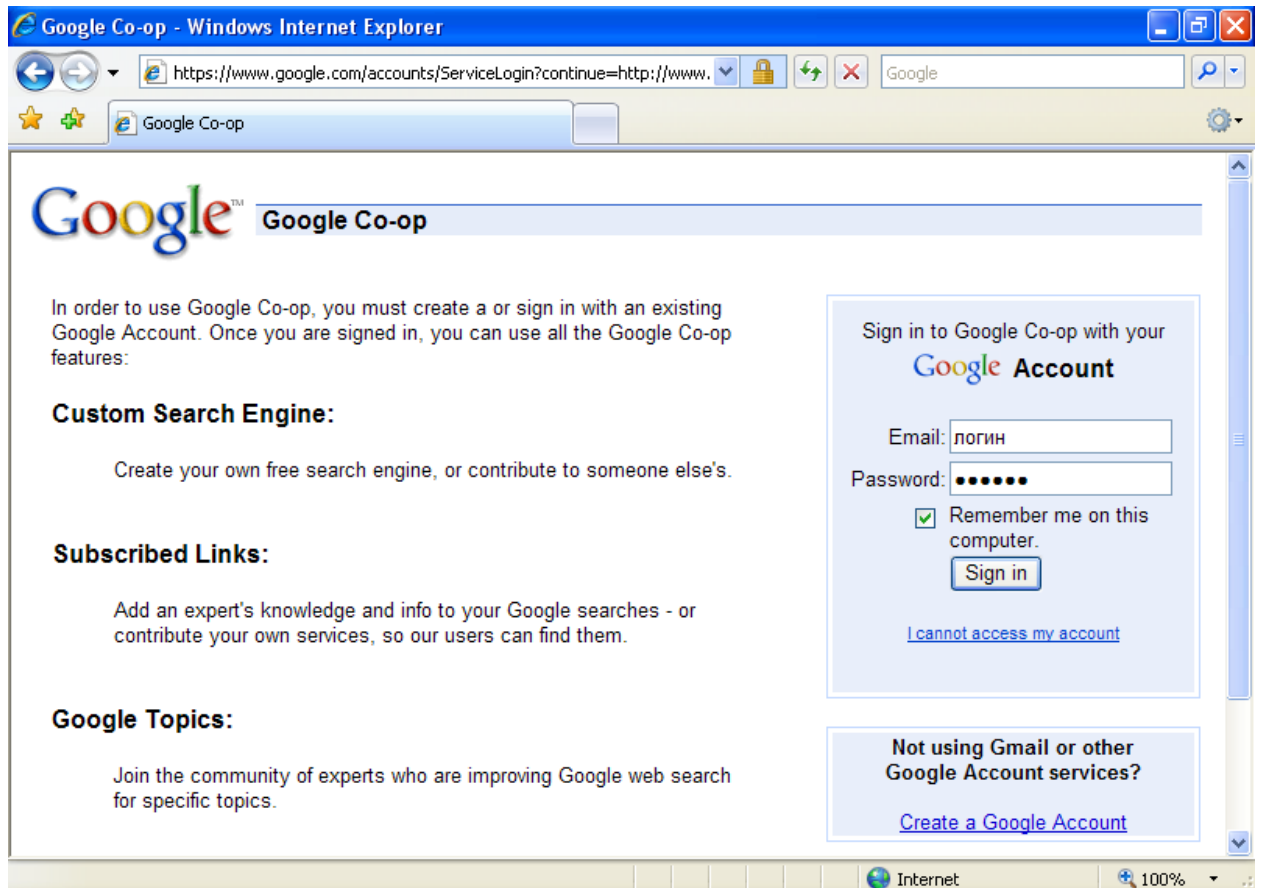 Google Co-op - Windows Internet Explorer
https://www.google.com/accounts/ServiceLogin?continue=http://www.
Google
Google Co-op
Google™ Google Co-op
In order to use Google Co-op, you must create a or sign in with an existing
Google Account. Once you are signed in, you can use all the Google Co-op
features:
Custom Search Engine:
Create your own free search engine, or contribute to someone else's.
Subscribed Links:
Add an expert's knowledge and info to your Google searches - or
contribute your own services, so our users can find them.
Google Topics:
Join the community of experts who are improving Google web search
for specific topics.
Sign in to Google Co-op with your
Google Account
Email: логин
Password: ●●●●●●
Remember me on this
computer.
Sign in
I cannot access my account
Not using Gmail or other
Google Account services?
Create a Google Account
Internet
100%